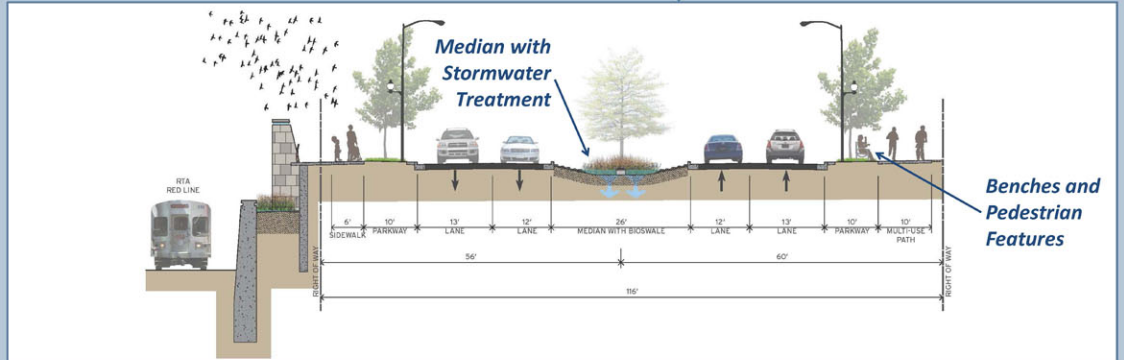 Median with
Stormwater
Treatment
Benches and
Pedestrian
Features
RTA
RED LINE
6' 10' 13' 12' 26' 12' 13' 10' 10'
SIDEWALK PARKWAY LANE LANE MEDIAN WITH BIOSWALE LANE LANE PARKWAY MULTI-USE
PATH
56' 60'
116'
RIGHT OF WAY
RIGHT OF WAY